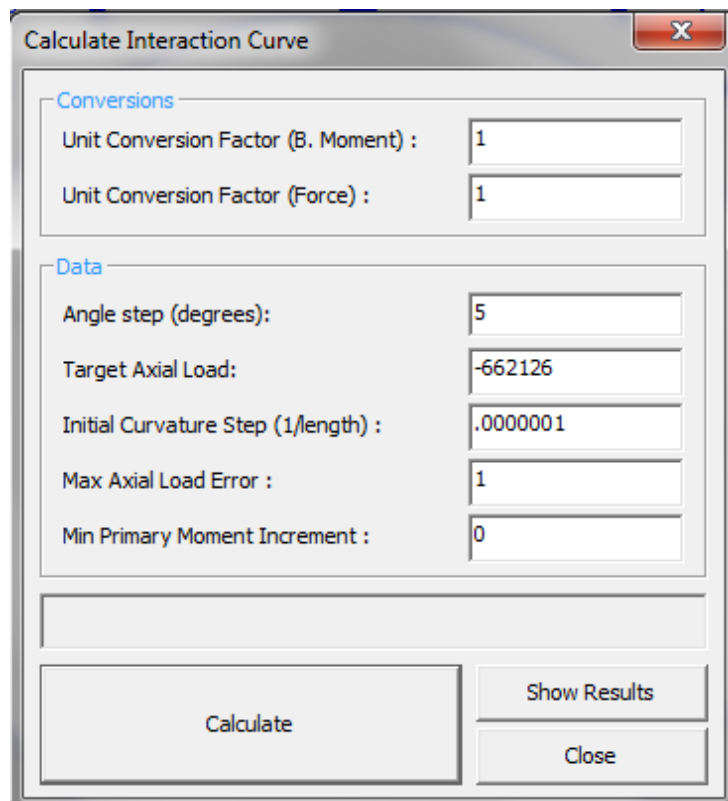 Calculate Interaction Curve
Conversions
Unit Conversion Factor (B. Moment) : 1
Unit Conversion Factor (Force) : 1
Data
Angle step (degrees): 5
Target Axial Load: -662126
Initial Curvature Step (1/length) : .0000001
Max Axial Load Error : 1
Min Primary Moment Increment : 0
Calculate
Show Results
Close